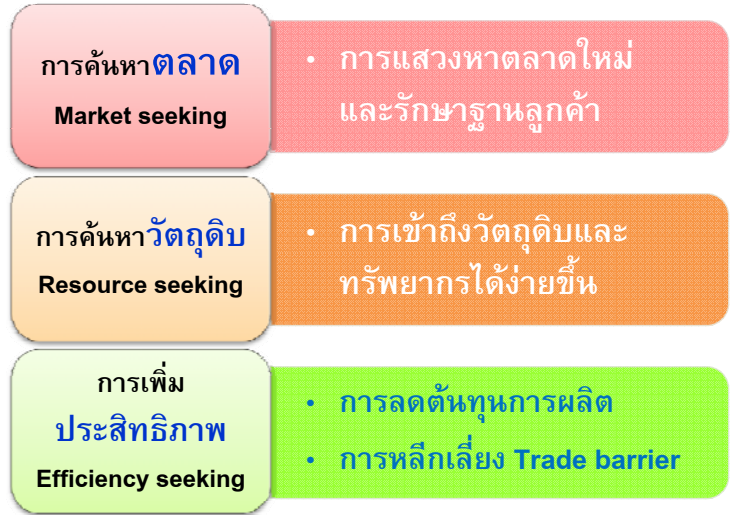 การค้นหาตลาด
Market seeking
• การแสวงหาตลาดใหม่
และรักษาฐานลูกค้า
การค้นหาวัตถุดิบ
Resource seeking
• การเข้าถึงวัตถุดิบและ
ทรัพยากรได้ง่ายขึ้น
การเพิ่ม
ประสิทธิภาพ
Efficiency seeking
• การลดต้นทุนการผลิต
• การหลีกเลี่ยง Trade barrier